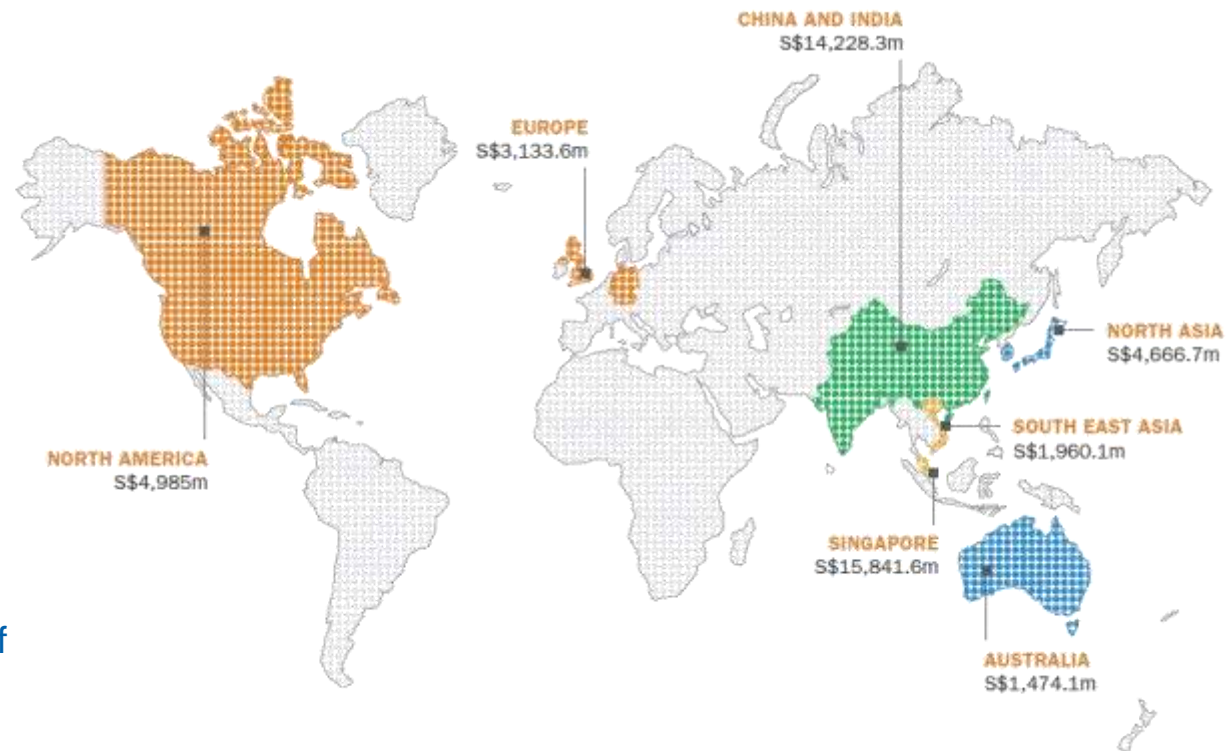 CHINA AND INDIA
S$14,228.3m
EUROPE
S$3,133.6m
NORTH ASIA
S$4,666.7m
SOUTH EAST ASIA
S$1,960.1m
NORTH AMERICA
S$4,985m
SINGAPORE
S$15,841.6m
f
AUSTRALIA
S$1,474.1m